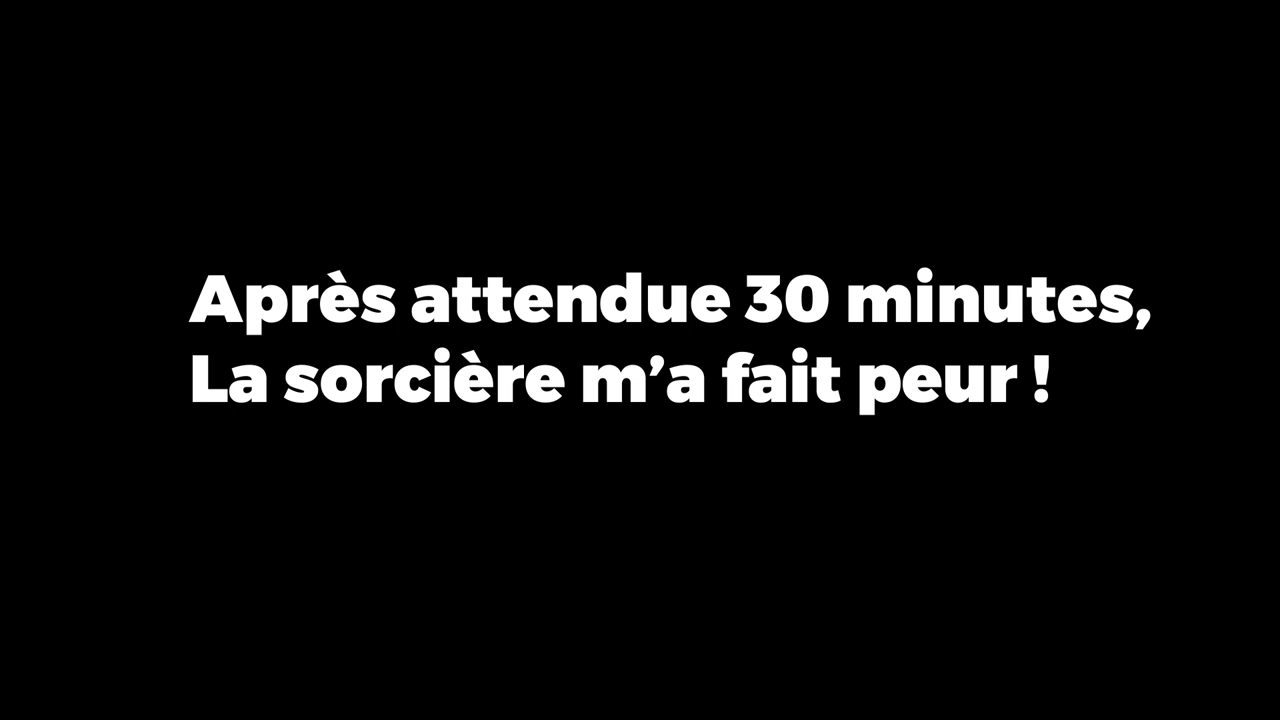 Après attendue 30 minutes,
La sorcière m’a fait peur !